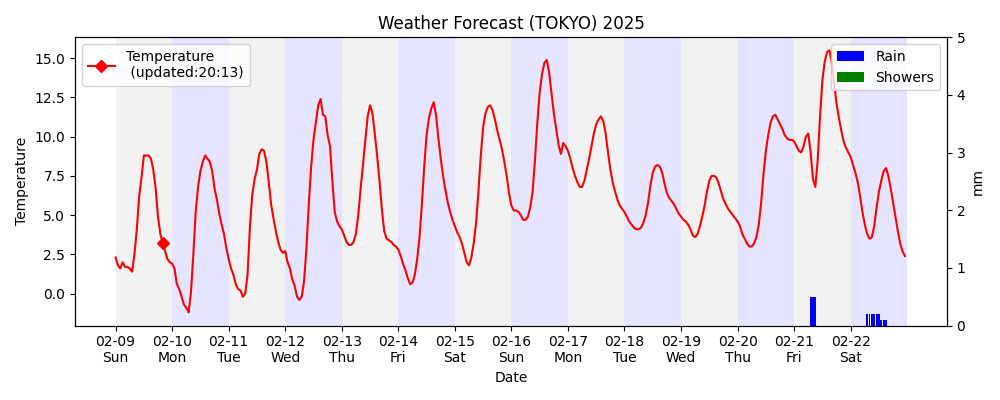 Weather Forecast (TOKYO) 2025
Temperature
(updated:20:13)
Rain
Showers
15.0
12.5
10.0
7.5
5.0
2.5
0.0
Temperature
5
4
3
2
1
0
mm
02-09 02-10 02-11 02-12 02-13 02-14 02-15 02-16 02-17 02-18 02-19 02-20 02-21 02-22
Sun Mon Tue Wed Thu Fri Sat Sun Mon Tue Wed Thu Fri Sat
Date